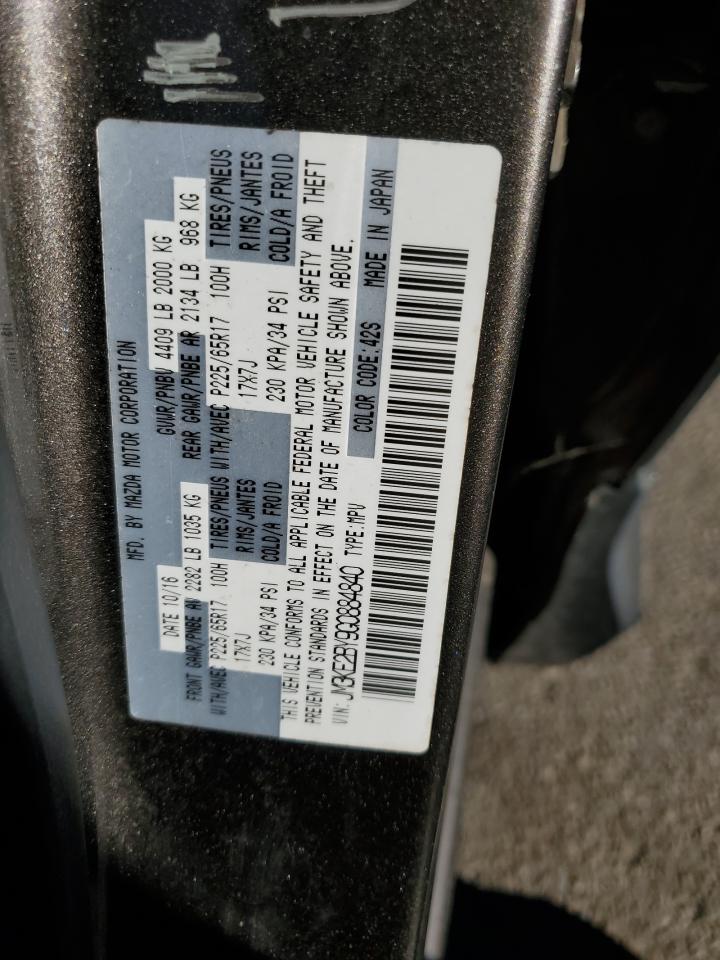 MFD. BY MAZDA MOTOR CORPORATION
DATE 10/16 GVWR/PNBV 4409 LB 2000 KG
FRONT GAWR/PNBE AV 2282 LB 1035 KG REAR GAWR/PNBE AR 2134 LB 968 KG
WITH/AVEC P225/65R17 100H TIRES/PNEUS WITH/AVEC P225/65R17 100H TIRES/PNEUS
17X7J RIMS/JANTES 17X7J RIMS/JANTES
230 KPA/34 PSI COLD/A FROID 230 KPA/34 PSI COLD/A FROID
THIS VEHICLE CONFORMS TO ALL APPLICABLE FEDERAL MOTOR VEHICLE SAFETY AND THEFT
PREVENTION STANDARDS IN EFFECT ON THE DATE OF MANUFACTURE SHOWN ABOVE.
VIN: JM3KE2BY9G0884840 TYPE:MPV COLOR CODE:42S MADE IN JAPAN